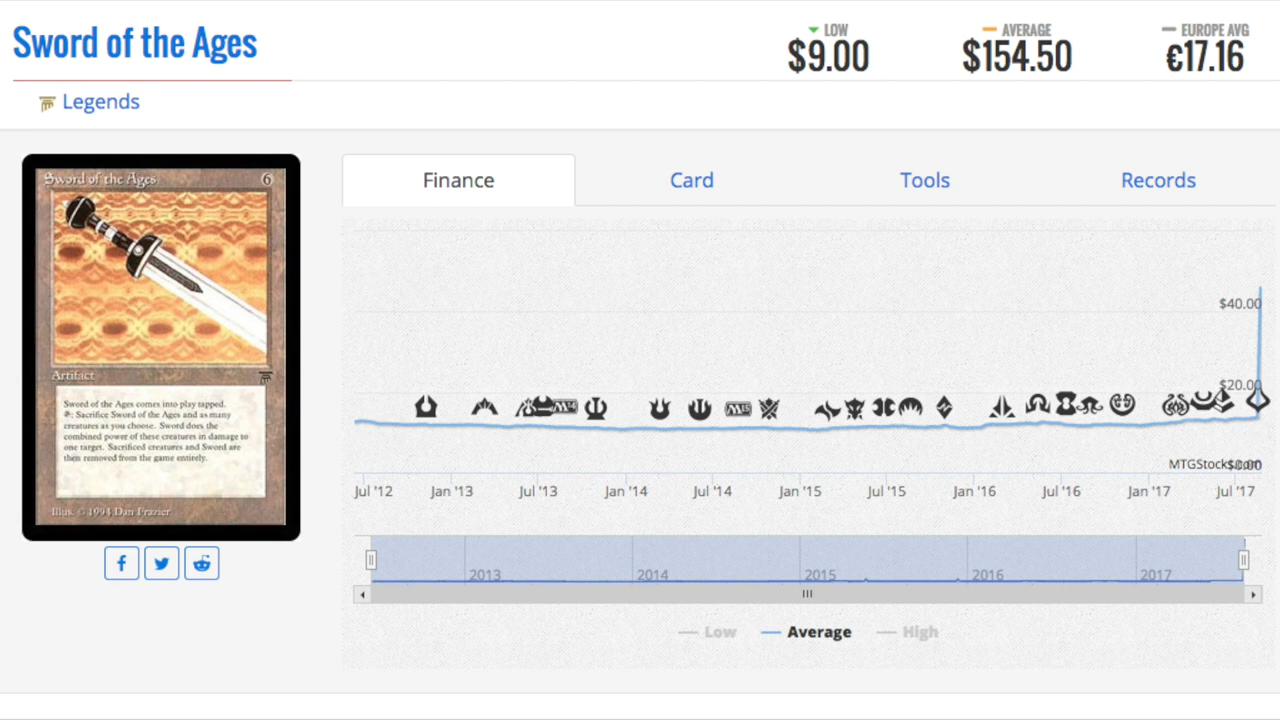 Sword of the Ages
LOW
$9.00
AVERAGE
$154.50
EUROPE AVG
€17.16
Legends
Sword of the Ages 6
Artifact
Sword of the Ages comes into play tapped.
: Sacrifice Sword of the Ages and as many
creatures as you choose. Sword does the
combined power of these creatures in damage to
one target. Sacrificed creatures and Sword are
then removed from the game entirely.
Illus. © 1994 Dan Frazier
Finance
Card
Tools
Records
$40.00
$20.00
M14
M15
MTGStocks.com
$0.00
Jul '12 Jan '13 Jul '13 Jan '14 Jul '14 Jan '15 Jul '15 Jan '16 Jul '16 Jan '17 Jul '17
2013 2014 2015 2016 2017
Low Average High